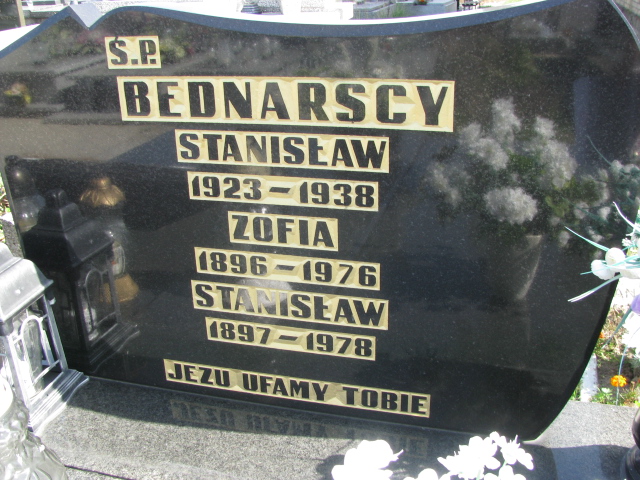 Ś.P.
BEDNARSCY
STANISŁAW
1923-1938
ZOFIA
1896-1976
STANISŁAW
1897-1978
JEZU UFAMY TOBIE